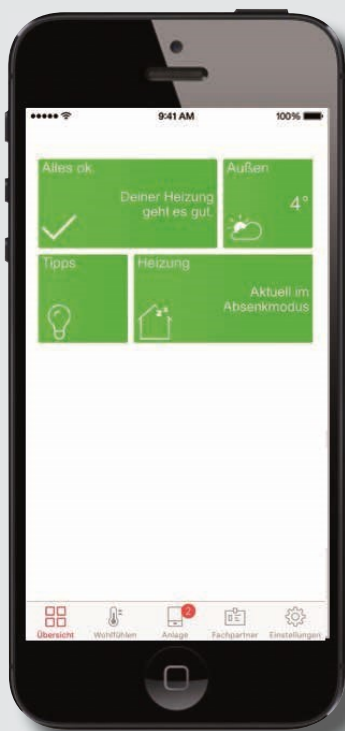 9:41 AM
100%
Alles ok.
Deiner Heizung
geht es gut.
Außen
4°
Tipps
Heizung
Aktuell im
Absenkmodus
2
Übersicht
Wohlfühlen
Anlage
Fachpartner
Einstellungen